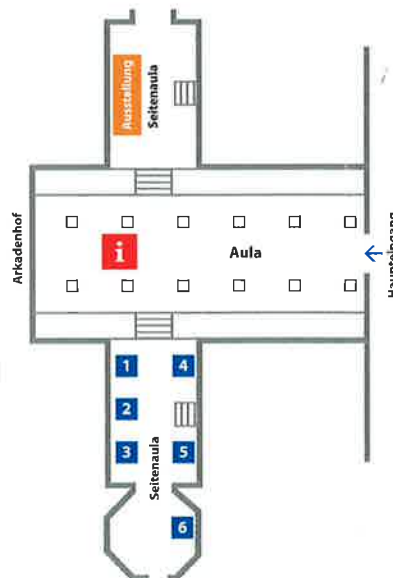 Ausstellung
Seitenaula
Arkadenhof
i
Aula
Haupteingang
1
4
2
3
5
Seitenaula
6